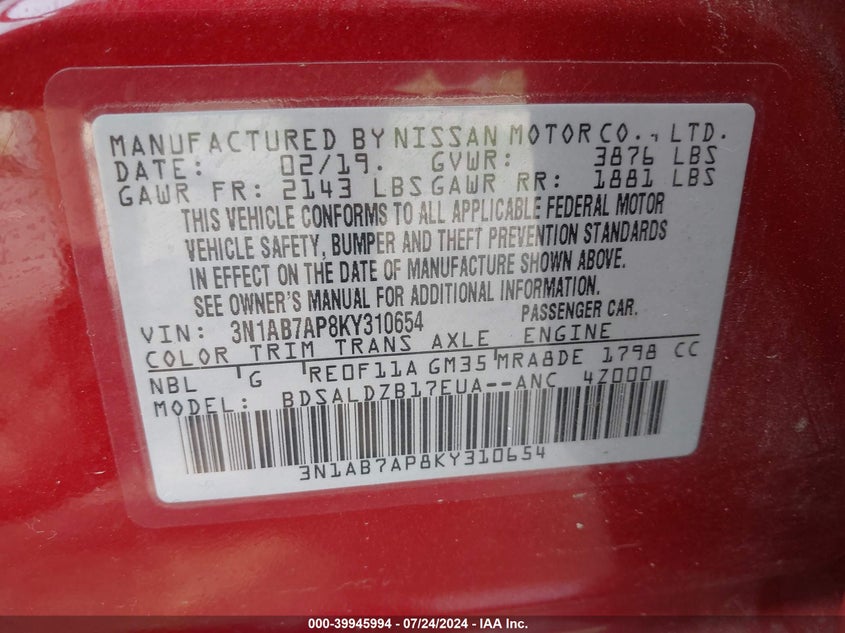 MANUFACTURED BY NISSAN MOTOR CO., LTD.
DATE: 02/19. GVWR: 3876 LBS
GAWR FR: 2143 LBS GAWR RR: 1881 LBS
THIS VEHICLE CONFORMS TO ALL APPLICABLE FEDERAL MOTOR
VEHICLE SAFETY, BUMPER AND THEFT PREVENTION STANDARDS
IN EFFECT ON THE DATE OF MANUFACTURE SHOWN ABOVE.
SEE OWNER'S MANUAL FOR ADDITIONAL INFORMATION.
VIN: 3N1AB7AP8KY310654 PASSENGER CAR.
COLOR TRIM TRANS AXLE ENGINE
NBL G RE0F11A GM35 MRA8DE 1798 CC
MODEL: BDSALDZB17EUA--ANC 4Z000
3N1AB7AP8KY310654
000-39945994 - 07/24/2024 - IAA Inc.